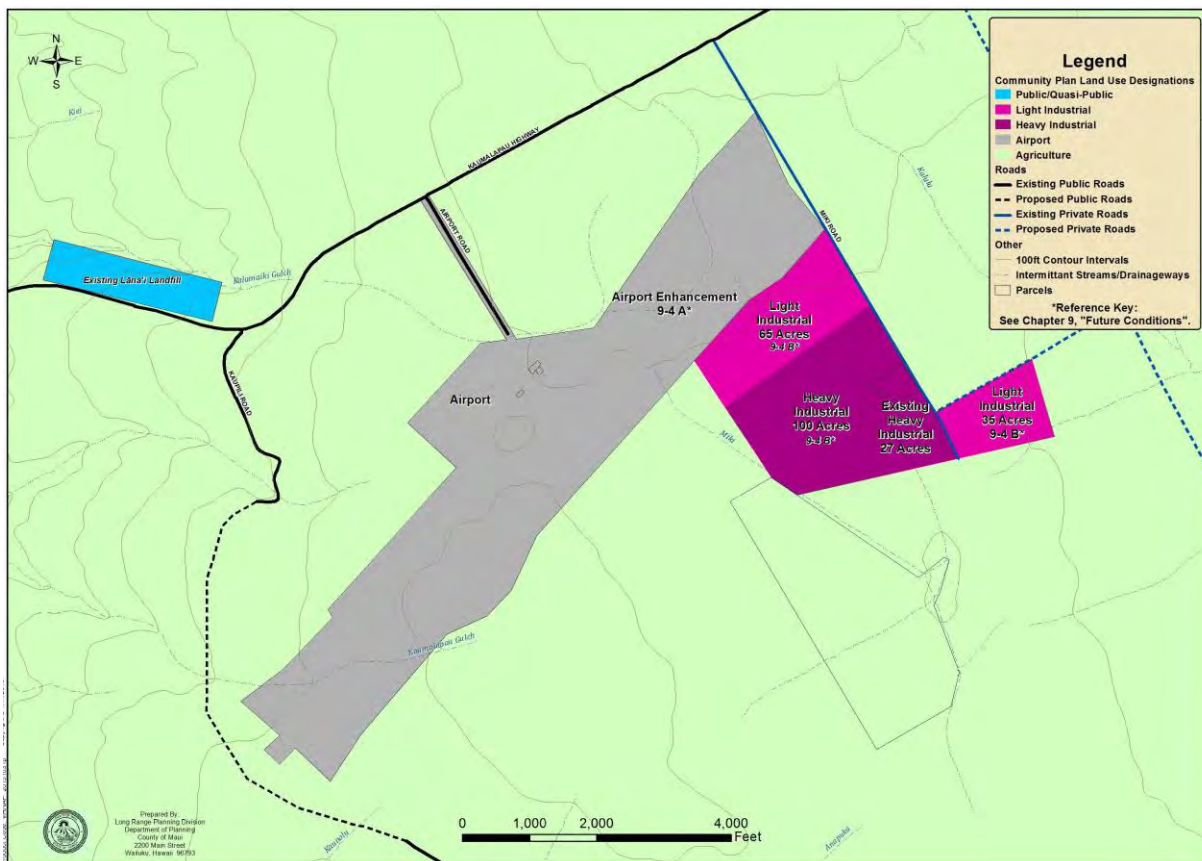 N
W E
S
Legend
Community Plan Land Use Designations
Public/Quasi-Public
Light Industrial
Heavy Industrial
Airport
Agriculture
Roads
Existing Public Roads
Proposed Public Roads
Existing Private Roads
Proposed Private Roads
Other
100ft Contour Intervals
Intermittent Streams/Drainageways
Parcels
*Reference Key:
See Chapter 9, "Future Conditions".
KAUMALAPAU HIGHWAY
AIRPORT ROAD
MIKI ROAD
Kalulu
Existing Lāna'i Landfill
Kalamaiki Gulch
KAUPILI ROAD
Airport Enhancement
9-4 A*
Light
Industrial
65 Acres
9-4 B*
Airport
Heavy
Industrial
100 Acres
9-4 B*
Existing
Heavy
Industrial
27 Acres
Light
Industrial
35 Acres
9-4 B*
Miki
Kaumalapau Gulch
Prepared By:
Long Range Planning Division
Department of Planning
County of Maui
2200 Main Street
Wailuku, Hawaii 96793
0 1,000 2,000 4,000
Feet